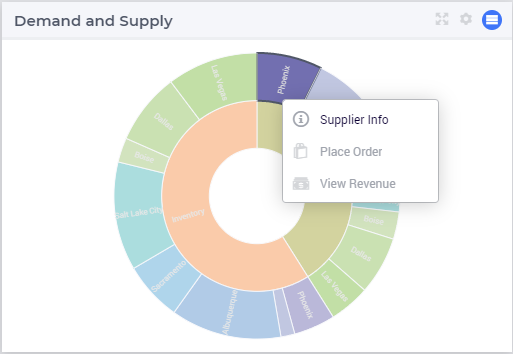 Demand and Supply
Las Vegas
Phoenix
Dallas
Supplier Info
Boise
Place Order
View Revenue
Salt Lake City
Inventory
Boise
Dallas
Sacramento
Las Vegas
Albuquerque
Phoenix